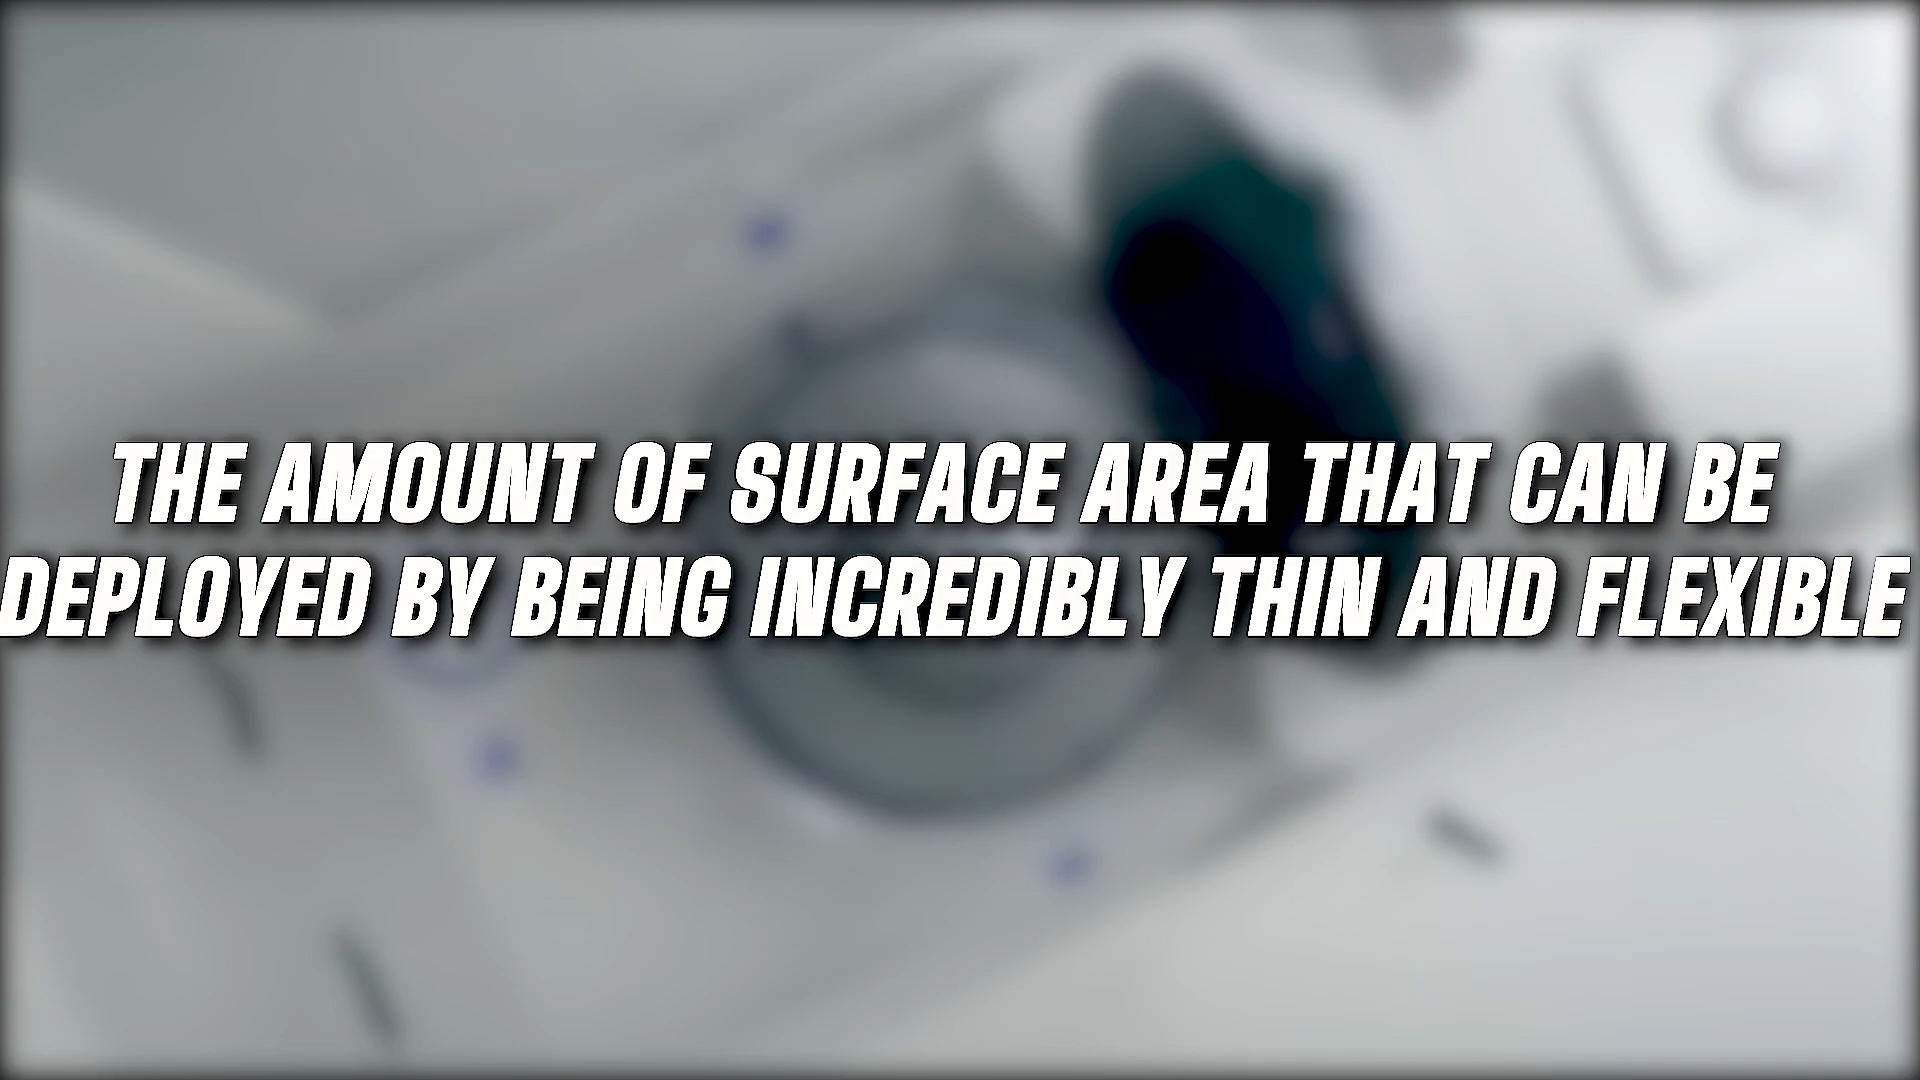 THE AMOUNT OF SURFACE AREA THAT CAN BE
DEPLOYED BY BEING INCREDIBLY THIN AND FLEXIBLE